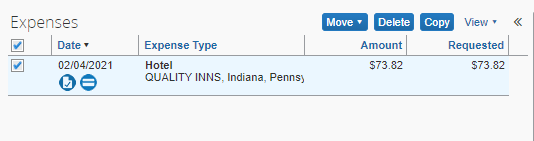 Expenses Move Delete Copy View
Date Expense Type Amount Requested
02/04/2021 Hotel $73.82 $73.82
QUALITY INNS, Indiana, Pennsy